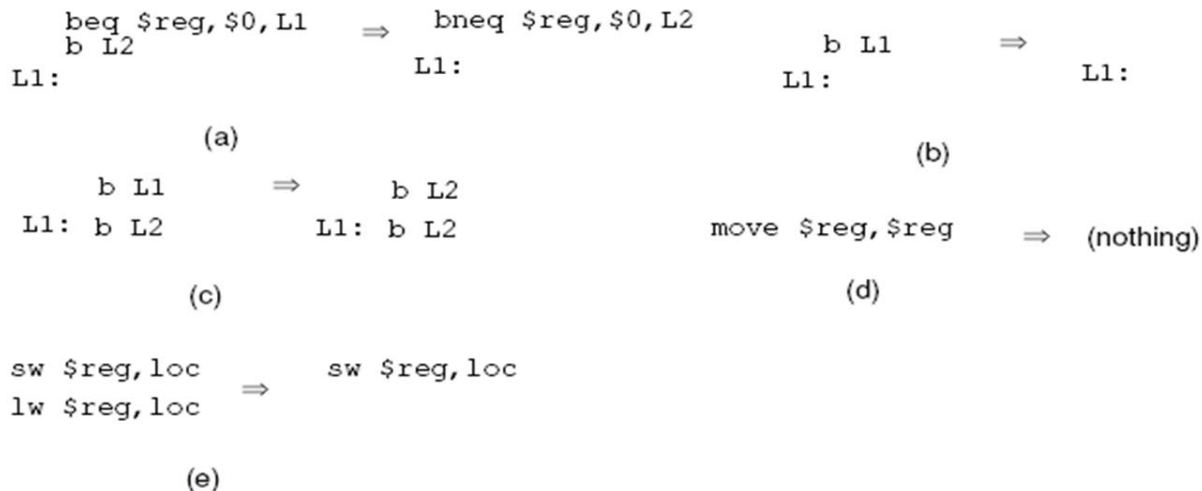 beq $reg,$0,L1 ⇒ bneq $reg,$0,L2
b L2
L1: L1:
(a)
b L1 ⇒
L1: L1:
(b)
b L1 ⇒ b L2
L1: b L2 L1: b L2
(c)
move $reg,$reg ⇒ (nothing)
(d)
sw $reg,loc ⇒ sw $reg,loc
lw $reg,loc
(e)